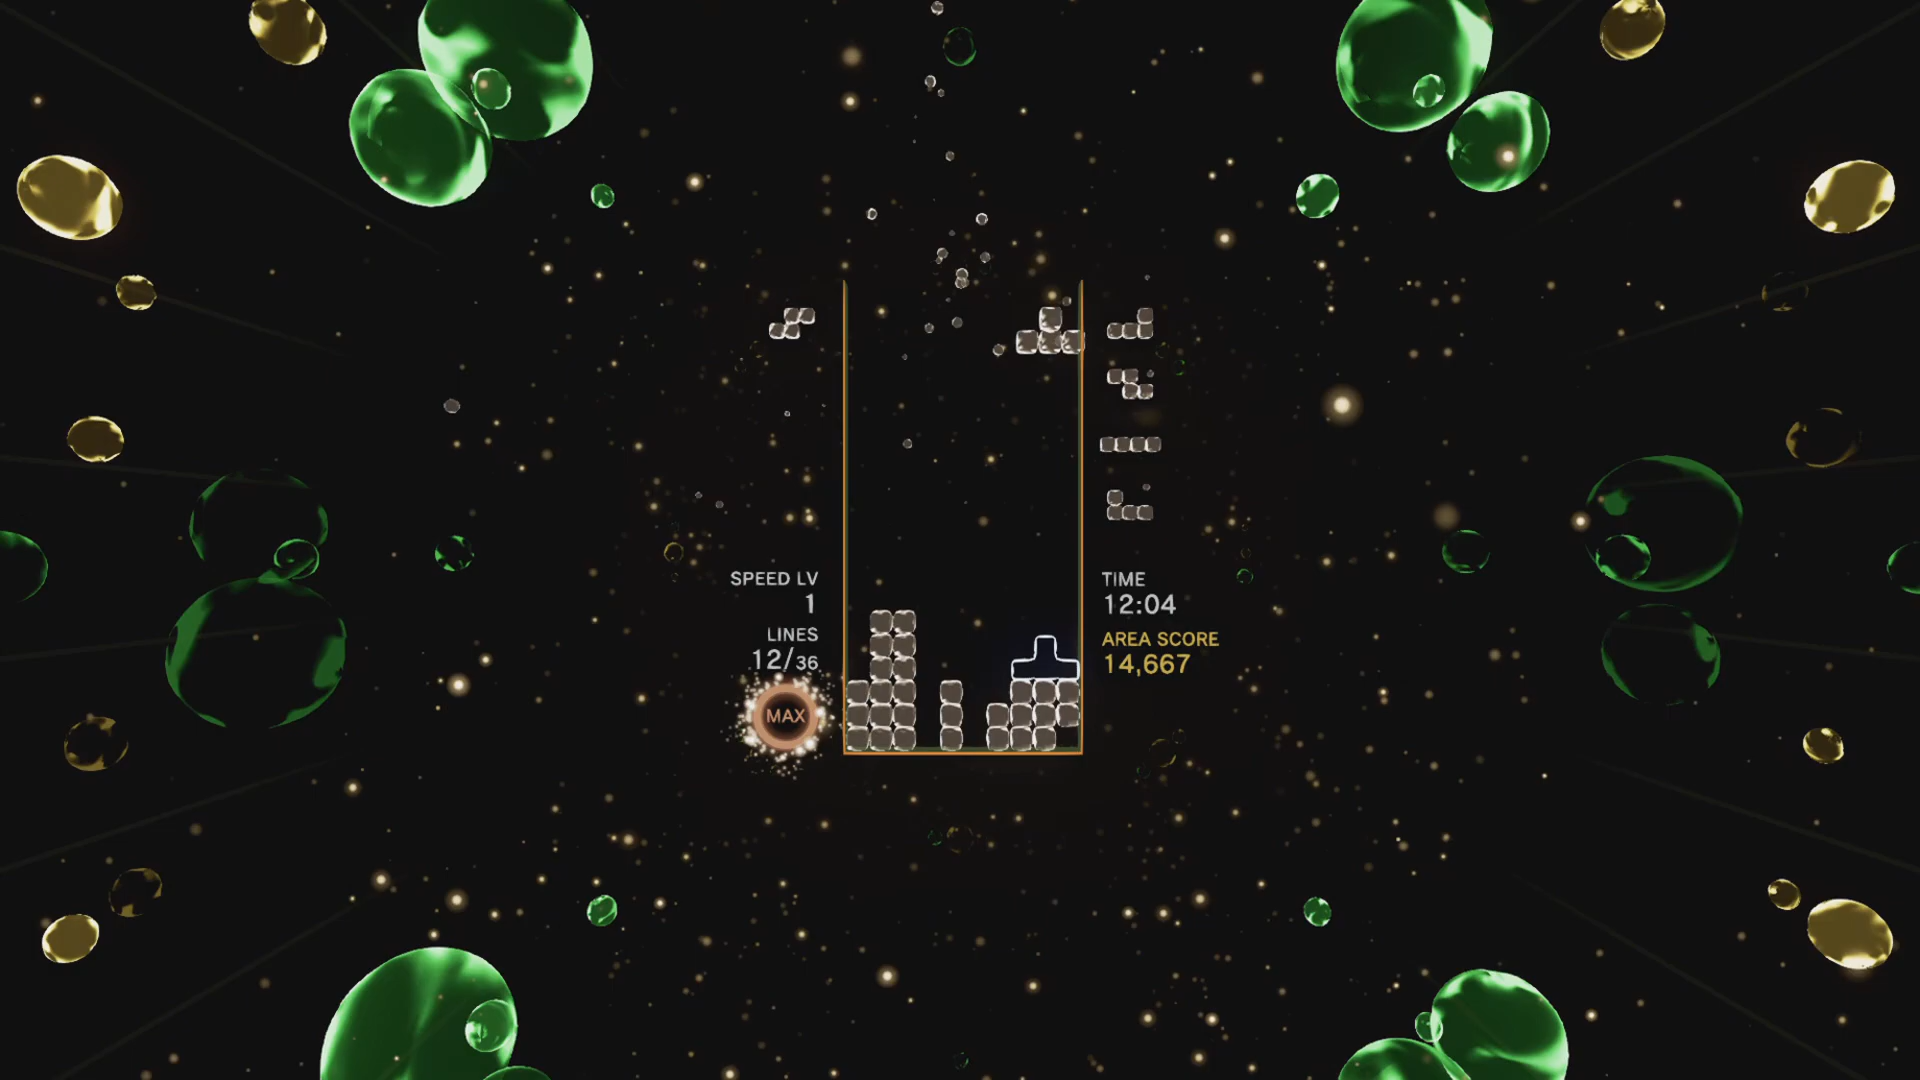 SPEED LV
1
LINES
12/36
MAX
TIME
12:04
AREA SCORE
14,667